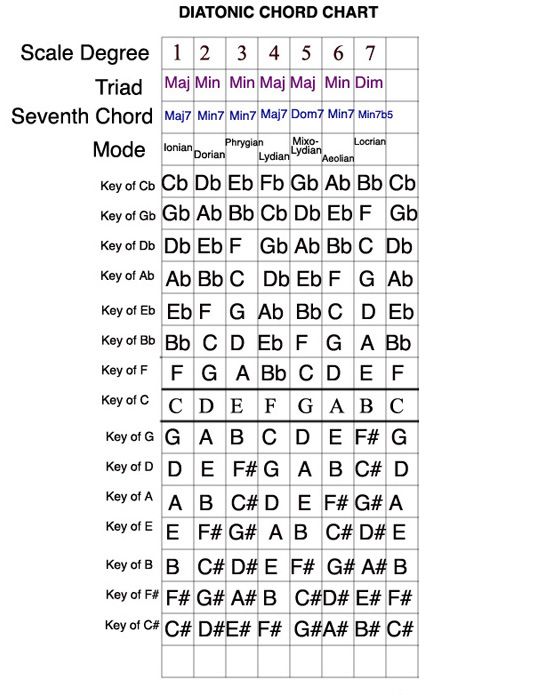 DIATONIC CHORD CHART
Scale Degree 1 2 3 4 5 6 7
Triad Maj Min Min Maj Maj Min Dim
Seventh Chord Maj7 Min7 Min7 Maj7 Dom7 Min7 Min7b5
Mode Ionian Dorian Phrygian Lydian Mixo-Lydian Aeolian Locrian
Key of Cb Cb Db Eb Fb Gb Ab Bb Cb
Key of Gb Gb Ab Bb Cb Db Eb F Gb
Key of Db Db Eb F Gb Ab Bb C Db
Key of Ab Ab Bb C Db Eb F G Ab
Key of Eb Eb F G Ab Bb C D Eb
Key of Bb Bb C D Eb F G A Bb
Key of F F G A Bb C D E F
Key of C C D E F G A B C
Key of G G A B C D E F# G
Key of D D E F# G A B C# D
Key of A A B C# D E F# G# A
Key of E E F# G# A B C# D# E
Key of B B C# D# E F# G# A# B
Key of F# F# G# A# B C# D# E# F#
Key of C# C# D# E# F# G# A# B# C#